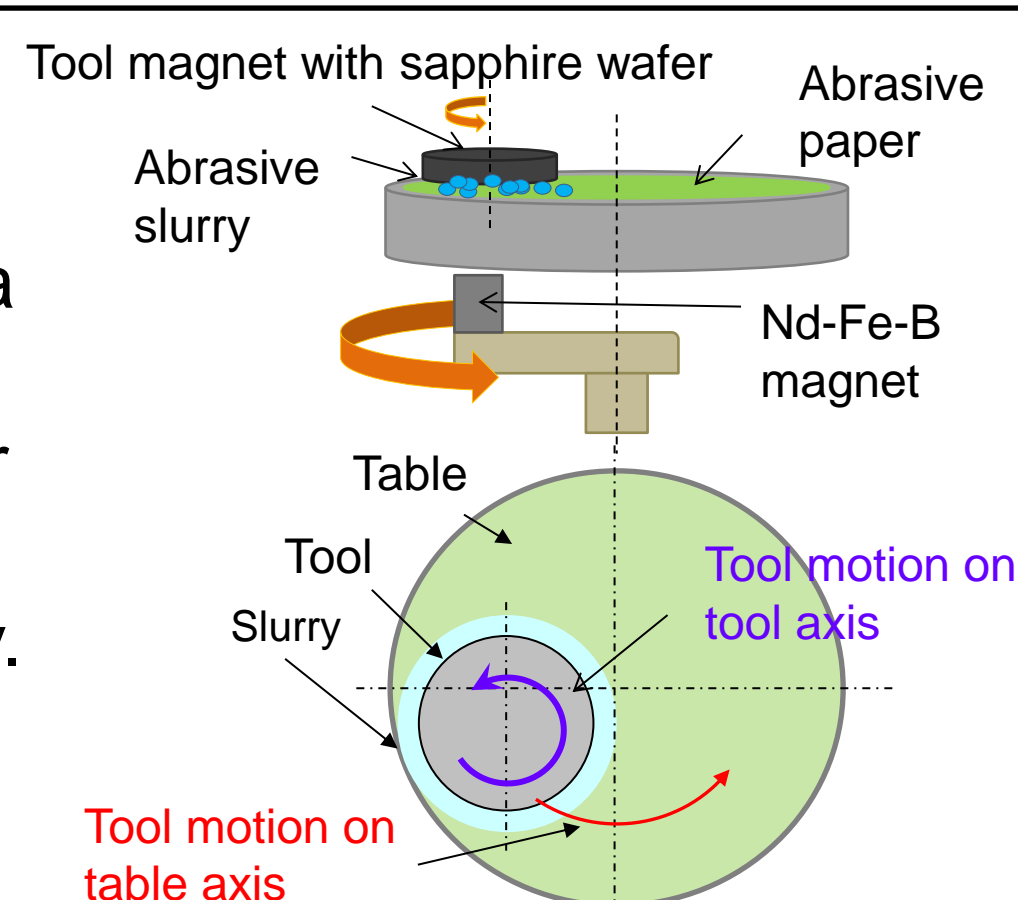 Tool magnet with sapphire wafer
Abrasive
paper
Abrasive
slurry
a
Nd-Fe-B
magnet
r
Table
Tool
Tool motion on
tool axis
Slurry
y.
Tool motion on
table axis